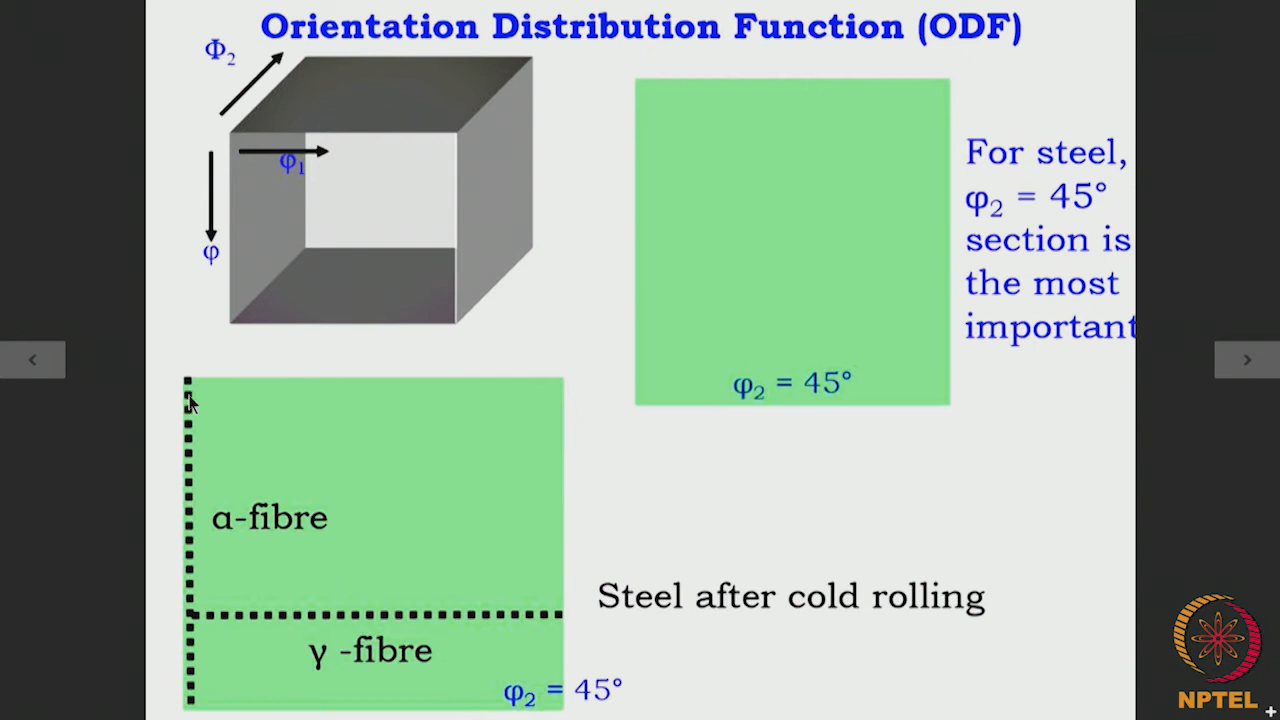 Orientation Distribution Function (ODF)
Φ2
φ1
φ
For steel,
φ2 = 45°
section is
the most
important
φ2 = 45°
α-fibre
Steel after cold rolling
γ -fibre
φ2 = 45°
NPTEL